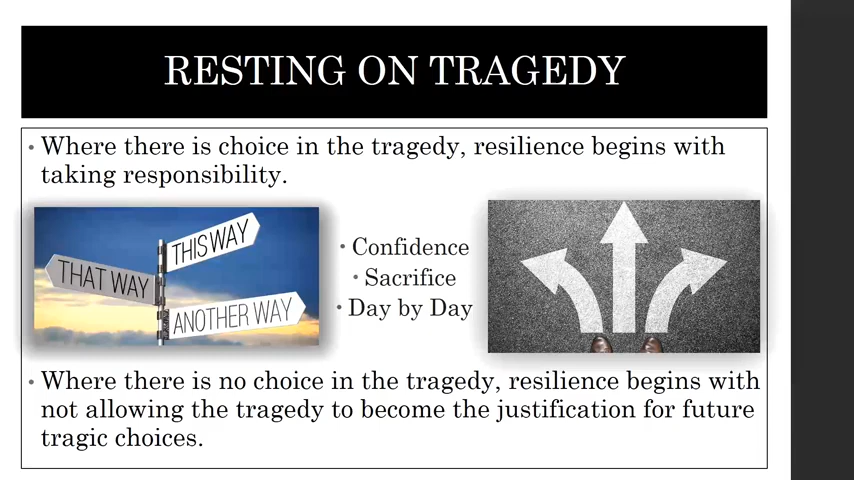 RESTING ON TRAGEDY
• Where there is choice in the tragedy, resilience begins with
taking responsibility.
THIS WAY
THAT WAY
ANOTHER WAY
• Confidence
• Sacrifice
• Day by Day
• Where there is no choice in the tragedy, resilience begins with
not allowing the tragedy to become the justification for future
tragic choices.